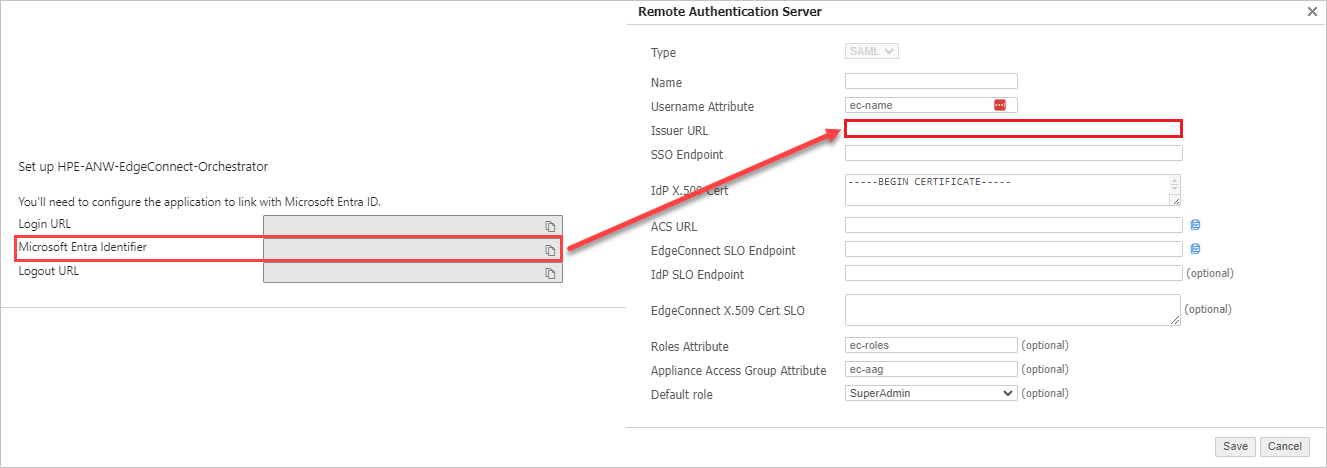 Remote Authentication Server
Type SAML
Name
Username Attribute ec-name
Issuer URL
SSO Endpoint
IdP X.509 Cert -----BEGIN CERTIFICATE-----
ACS URL
EdgeConnect SLO Endpoint
IdP SLO Endpoint (optional)
EdgeConnect X.509 Cert SLO (optional)
Roles Attribute ec-roles (optional)
Appliance Access Group Attribute ec-aag (optional)
Default role SuperAdmin (optional)
Save Cancel
Set up HPE-ANW-EdgeConnect-Orchestrator
You'll need to configure the application to link with Microsoft Entra ID.
Login URL
Microsoft Entra Identifier
Logout URL